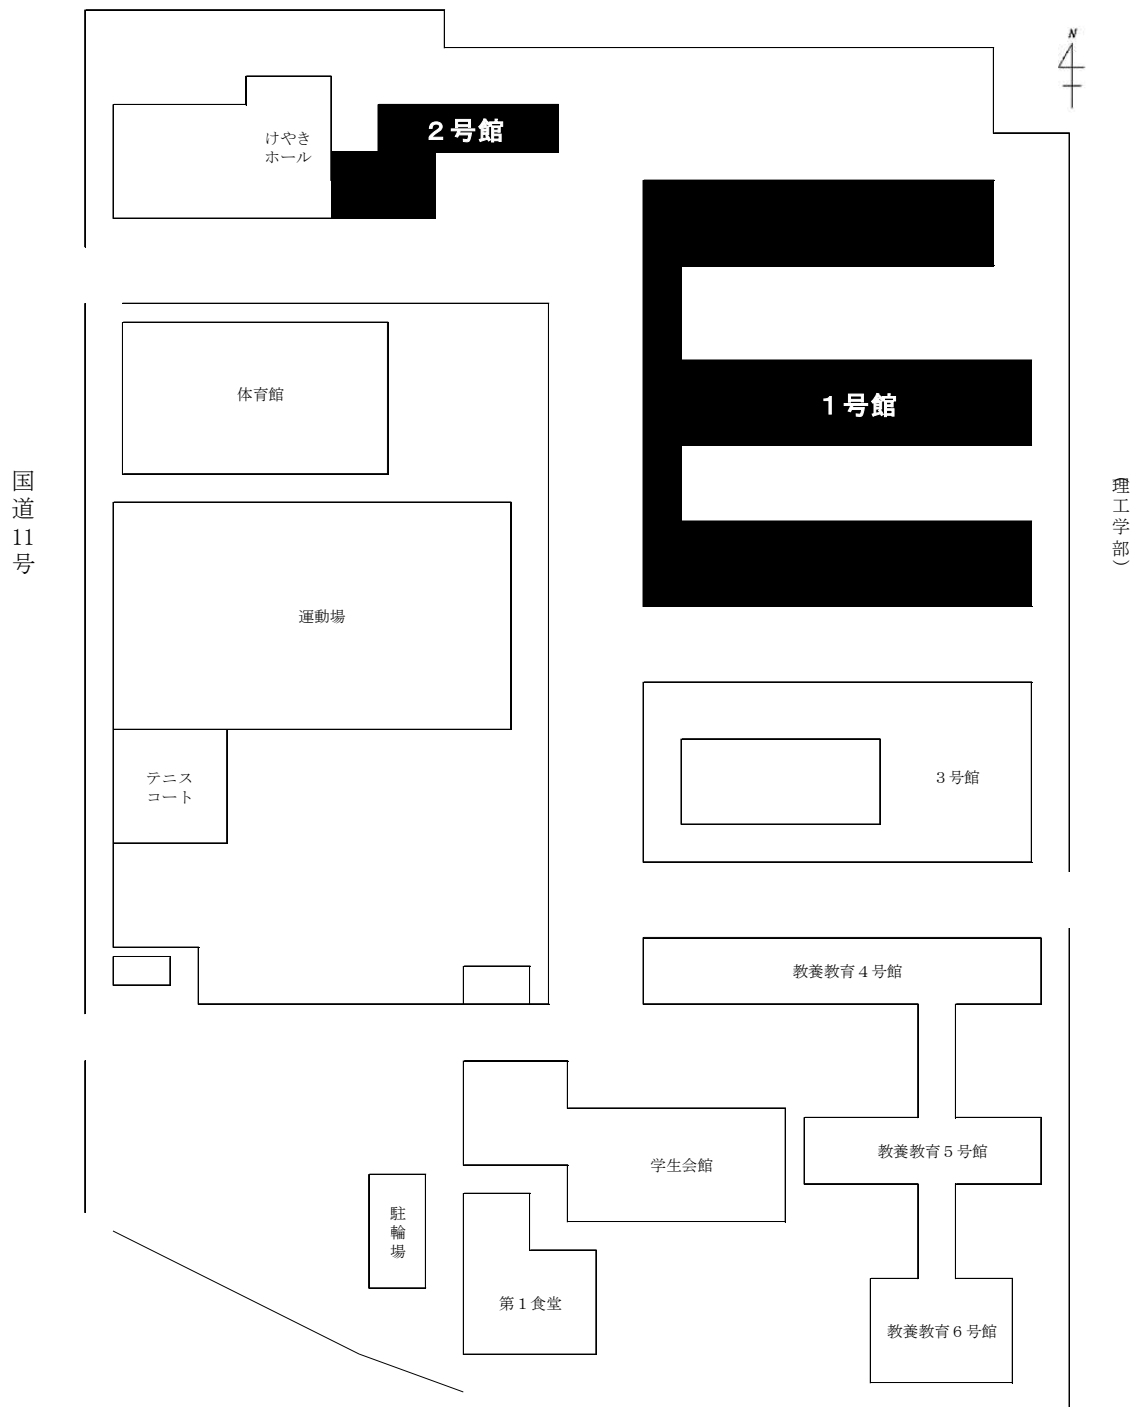 N
２号館
けやき
ホール
体育館
１号館
国道11号
（理工学部）
運動場
テニス
コート
３号館
教養教育４号館
教養教育５号館
学生会館
駐輪場
第１食堂
教養教育６号館